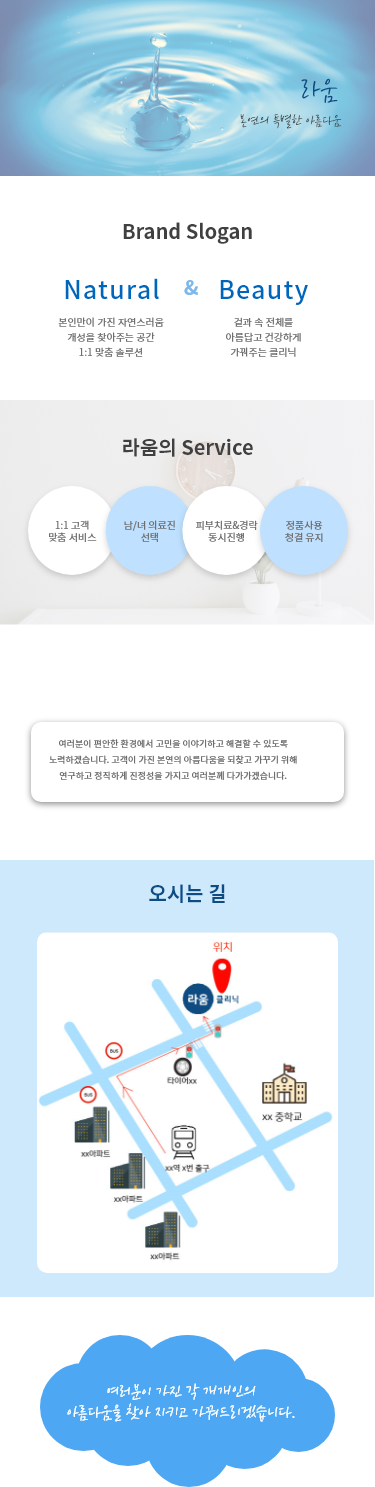 라움
본연의 특별한 아름다움
Brand Slogan
Natural & Beauty
본인만이 가진 자연스러움
개성을 찾아주는 공간
1:1 맞춤 솔루션
겉과 속 전체를
아름답고 건강하게
가꿔주는 클리닉
라움의 Service
1:1 고객
맞춤 서비스
남/녀 의료진
선택
피부치료&경락
동시진행
정품사용
청결 유지
여러분이 편안한 환경에서 고민을 이야기하고 해결할 수 있도록
노력하겠습니다. 고객이 가진 본연의 아름다움을 되찾고 가꾸기 위해
연구하고 정직하게 진정성을 가지고 여러분께 다가가겠습니다.
오시는 길
위치
라움 클리닉
BUS
타이어xx
BUS
xx 중학교
xx아파트
xx역 x번 출구
xx아파트
xx아파트
여러분이 가진 각 개개인의
아름다움을 찾아 지키고 가꿔드리겠습니다.